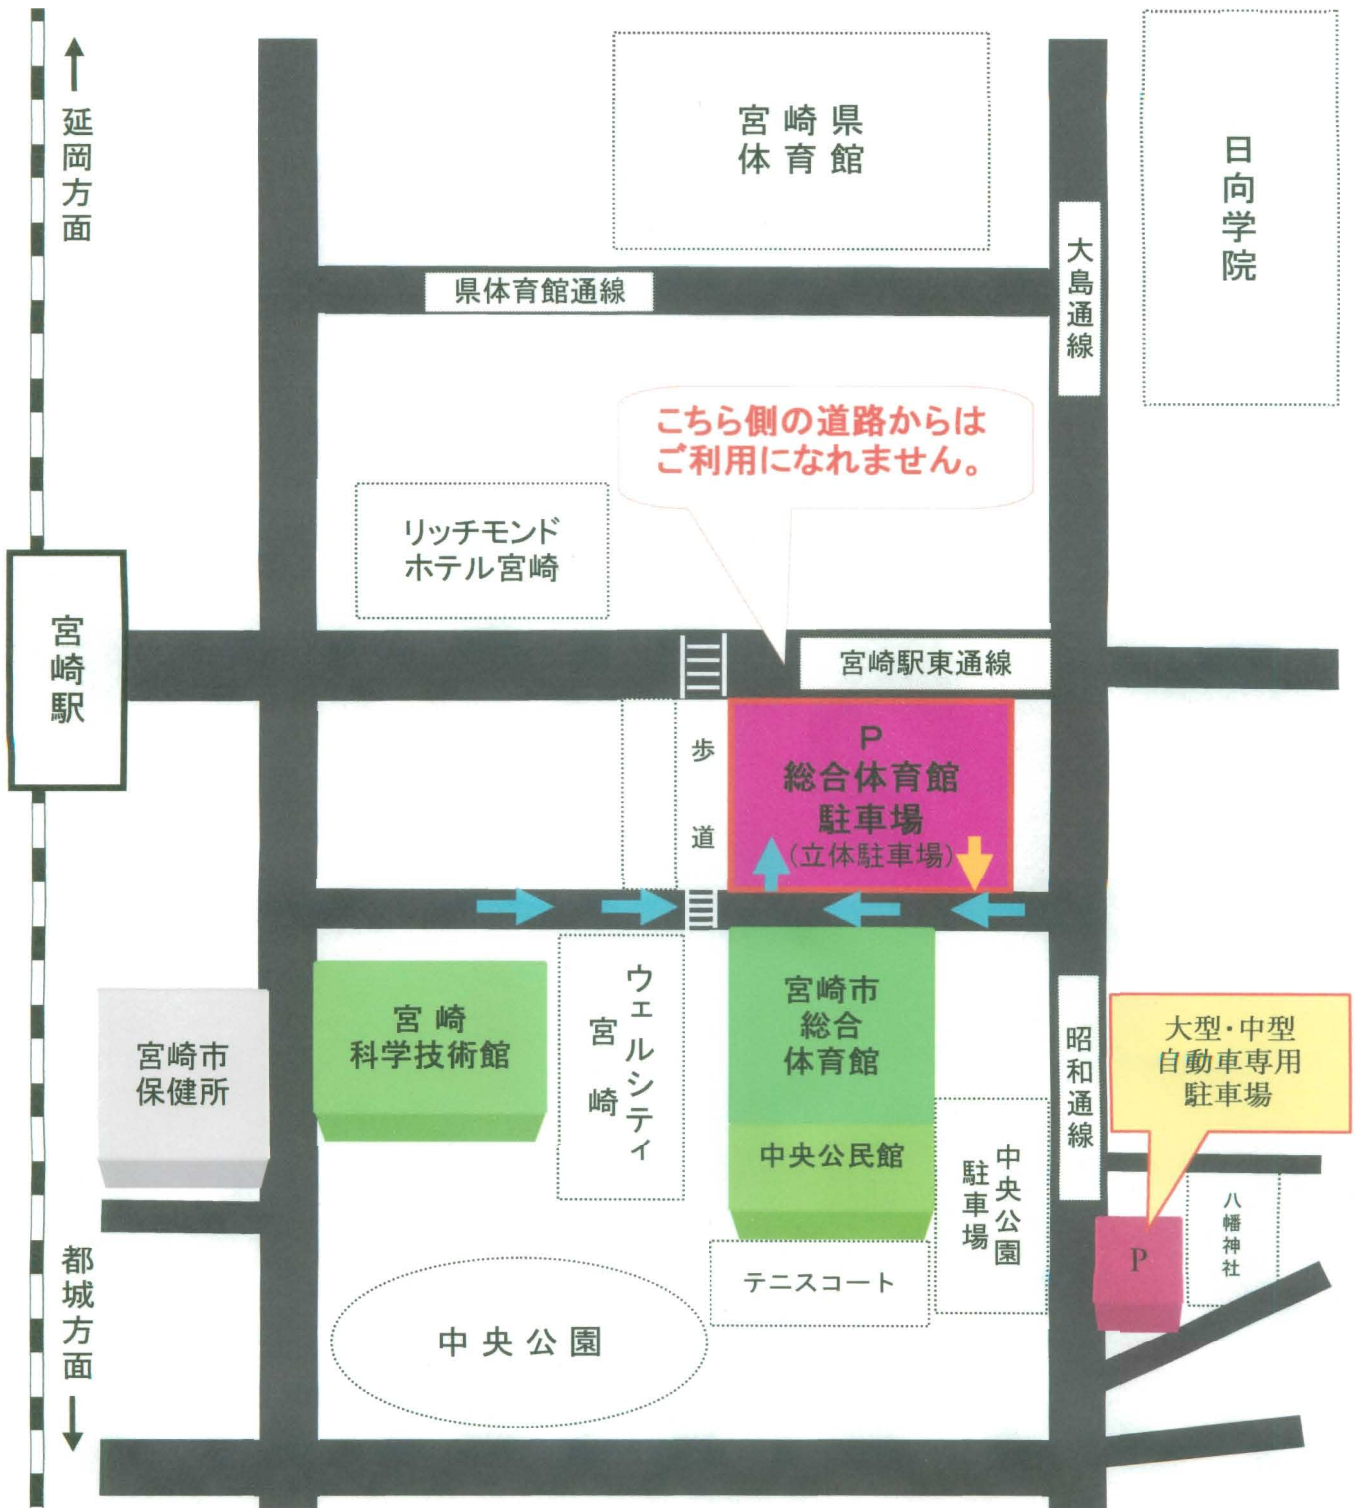 延岡方面
宮崎県
体育館
日向学院
大島通線
県体育館通線
こちら側の道路からは
ご利用になれません。
リッチモンド
ホテル宮崎
宮崎駅
宮崎駅東通線
歩道
P
総合体育館
駐車場
(立体駐車場)
宮崎市
保健所
宮崎
科学技術館
ウェルシティ
宮崎
宮崎市
総合
体育館
中央公民館
昭和通線
大型・中型
自動車専用
駐車場
中央公園
駐車場
八幡神社
P
テニスコート
都城方面
中央公園